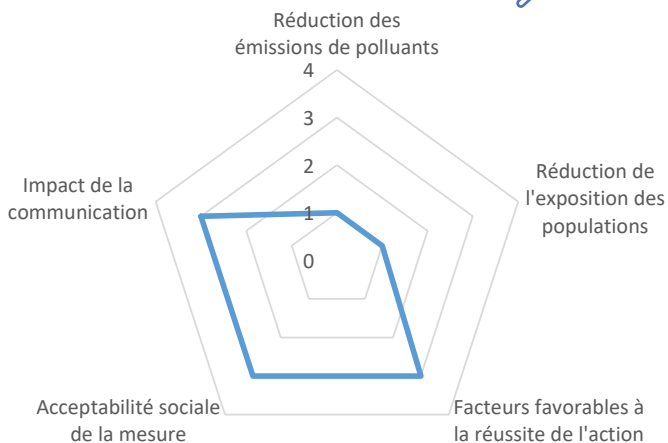 Réduction des
émissions de polluants
4
3
2
1
0
Réduction de
l'exposition des
populations
Facteurs favorables à
la réussite de l'action
Acceptabilité sociale
de la mesure
Impact de la
communication